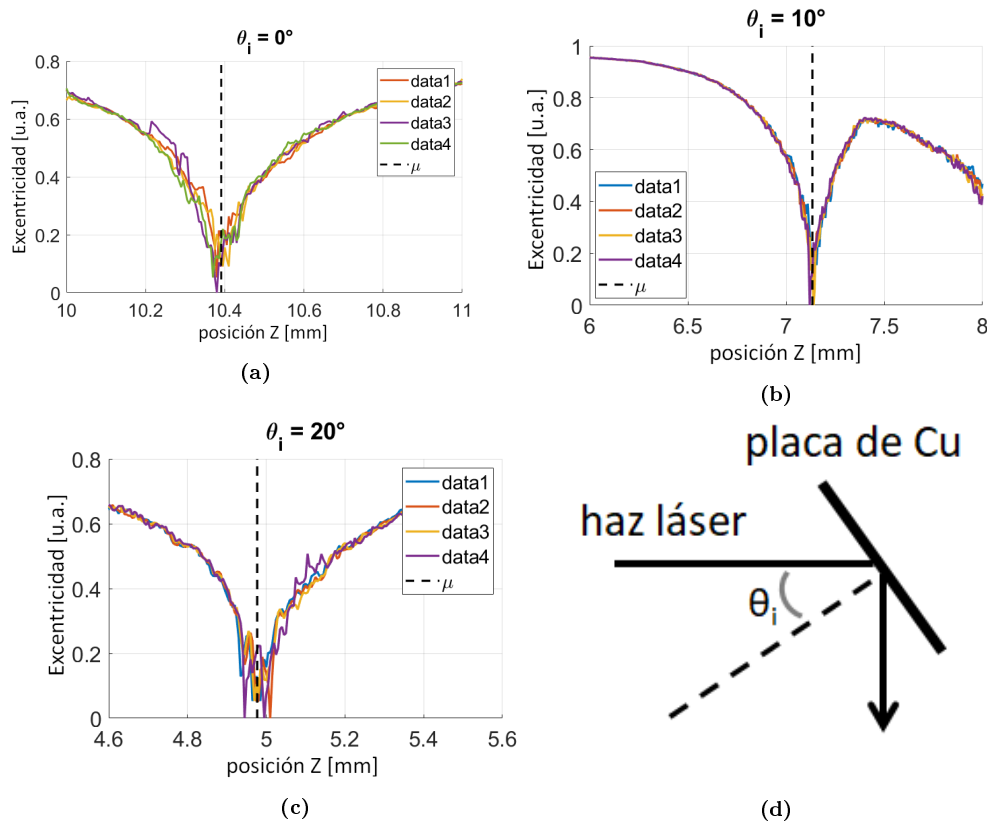 θi = 0°
Excentricidad [u.a.]
0.8
0.6
0.4
0.2
0
10
10.2
10.4
10.6
10.8
11
posición Z [mm]
data1
data2
data3
data4
μ
(a)
θi = 10°
Excentricidad [u.a.]
1
0.8
0.6
0.4
0.2
0
6
6.5
7
7.5
8
posición Z [mm]
data1
data2
data3
data4
μ
(b)
θi = 20°
Excentricidad [u.a.]
0.8
0.6
0.4
0.2
0
4.6
4.8
5
5.2
5.4
5.6
posición Z [mm]
data1
data2
data3
data4
μ
(c)
placa de Cu
haz láser
θi
(d)